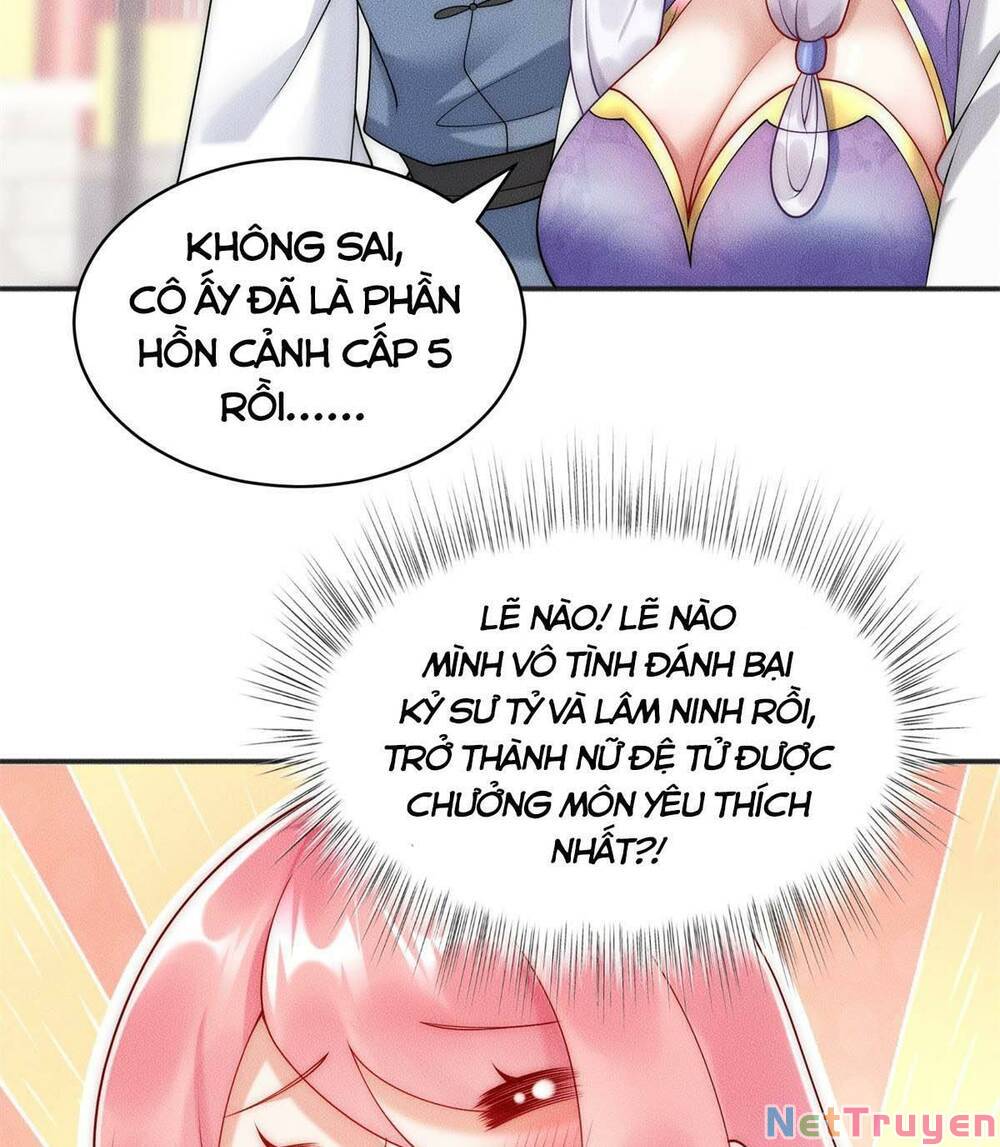 KHÔNG SAI,
CÔ ẤY ĐÃ LÀ PHẦN
HỒN CẢNH CẤP 5
RỒI......
LẼ NÀO! LẼ NÀO
MÌNH VÔ TÌNH ĐÁNH BẠI
KỶ SƯ TỶ VÀ LÂM NINH RỒI,
TRỞ THÀNH NỮ ĐỆ TỬ ĐƯỢC
CHƯỞNG MÔN YÊU THÍCH
NHẤT?!
NetTruyen